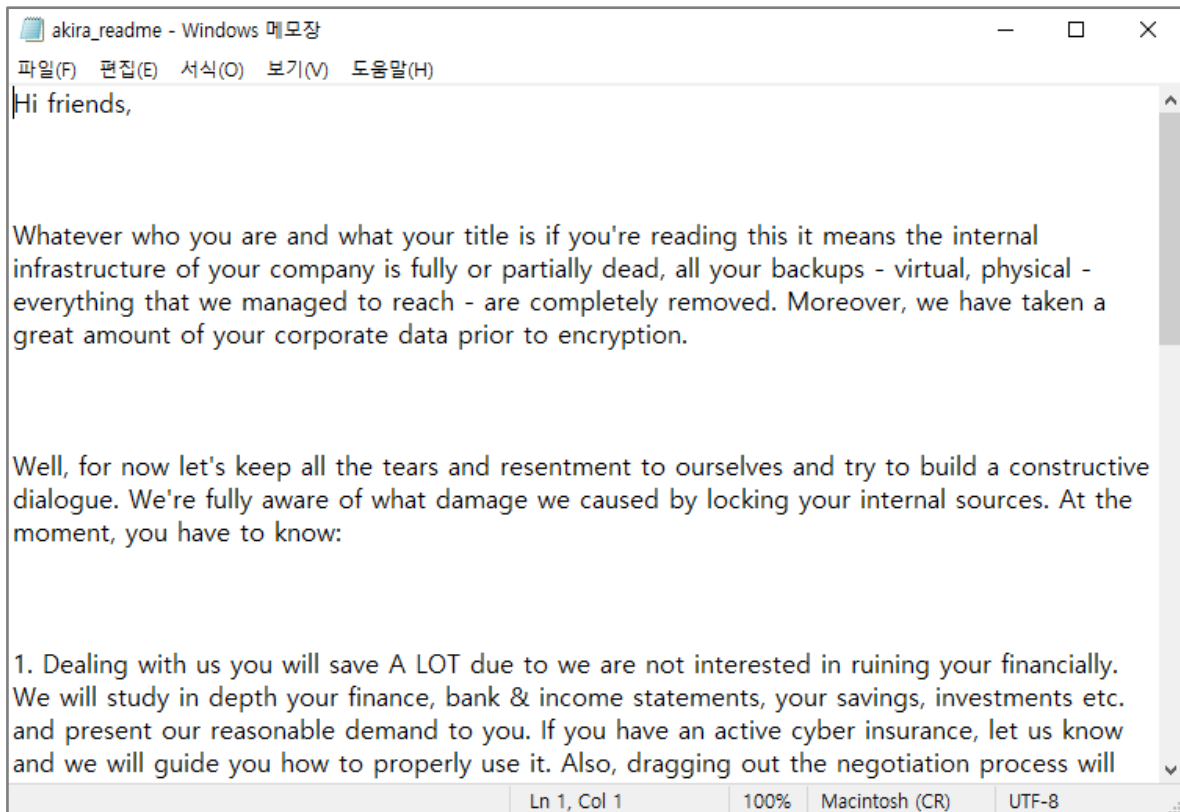 akira_readme - Windows 메모장
파일(F) 편집(E) 서식(O) 보기(V) 도움말(H)
Hi friends,
Whatever who you are and what your title is if you're reading this it means the internal
infrastructure of your company is fully or partially dead, all your backups - virtual, physical -
everything that we managed to reach - are completely removed. Moreover, we have taken a
great amount of your corporate data prior to encryption.
Well, for now let's keep all the tears and resentment to ourselves and try to build a constructive
dialogue. We're fully aware of what damage we caused by locking your internal sources. At the
moment, you have to know:
1. Dealing with us you will save A LOT due to we are not interested in ruining your financially.
We will study in depth your finance, bank & income statements, your savings, investments etc.
and present our reasonable demand to you. If you have an active cyber insurance, let us know
and we will guide you how to properly use it. Also, dragging out the negotiation process will
Ln 1, Col 1 100% Macintosh (CR) UTF-8